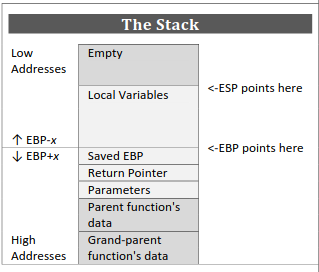 The Stack
Low
Addresses
Empty
Local Variables
<-ESP points here
↑ EBP-x
↓ EBP+x
<-EBP points here
Saved EBP
Return Pointer
Parameters
Parent function's
data
High
Addresses
Grand-parent
function's data